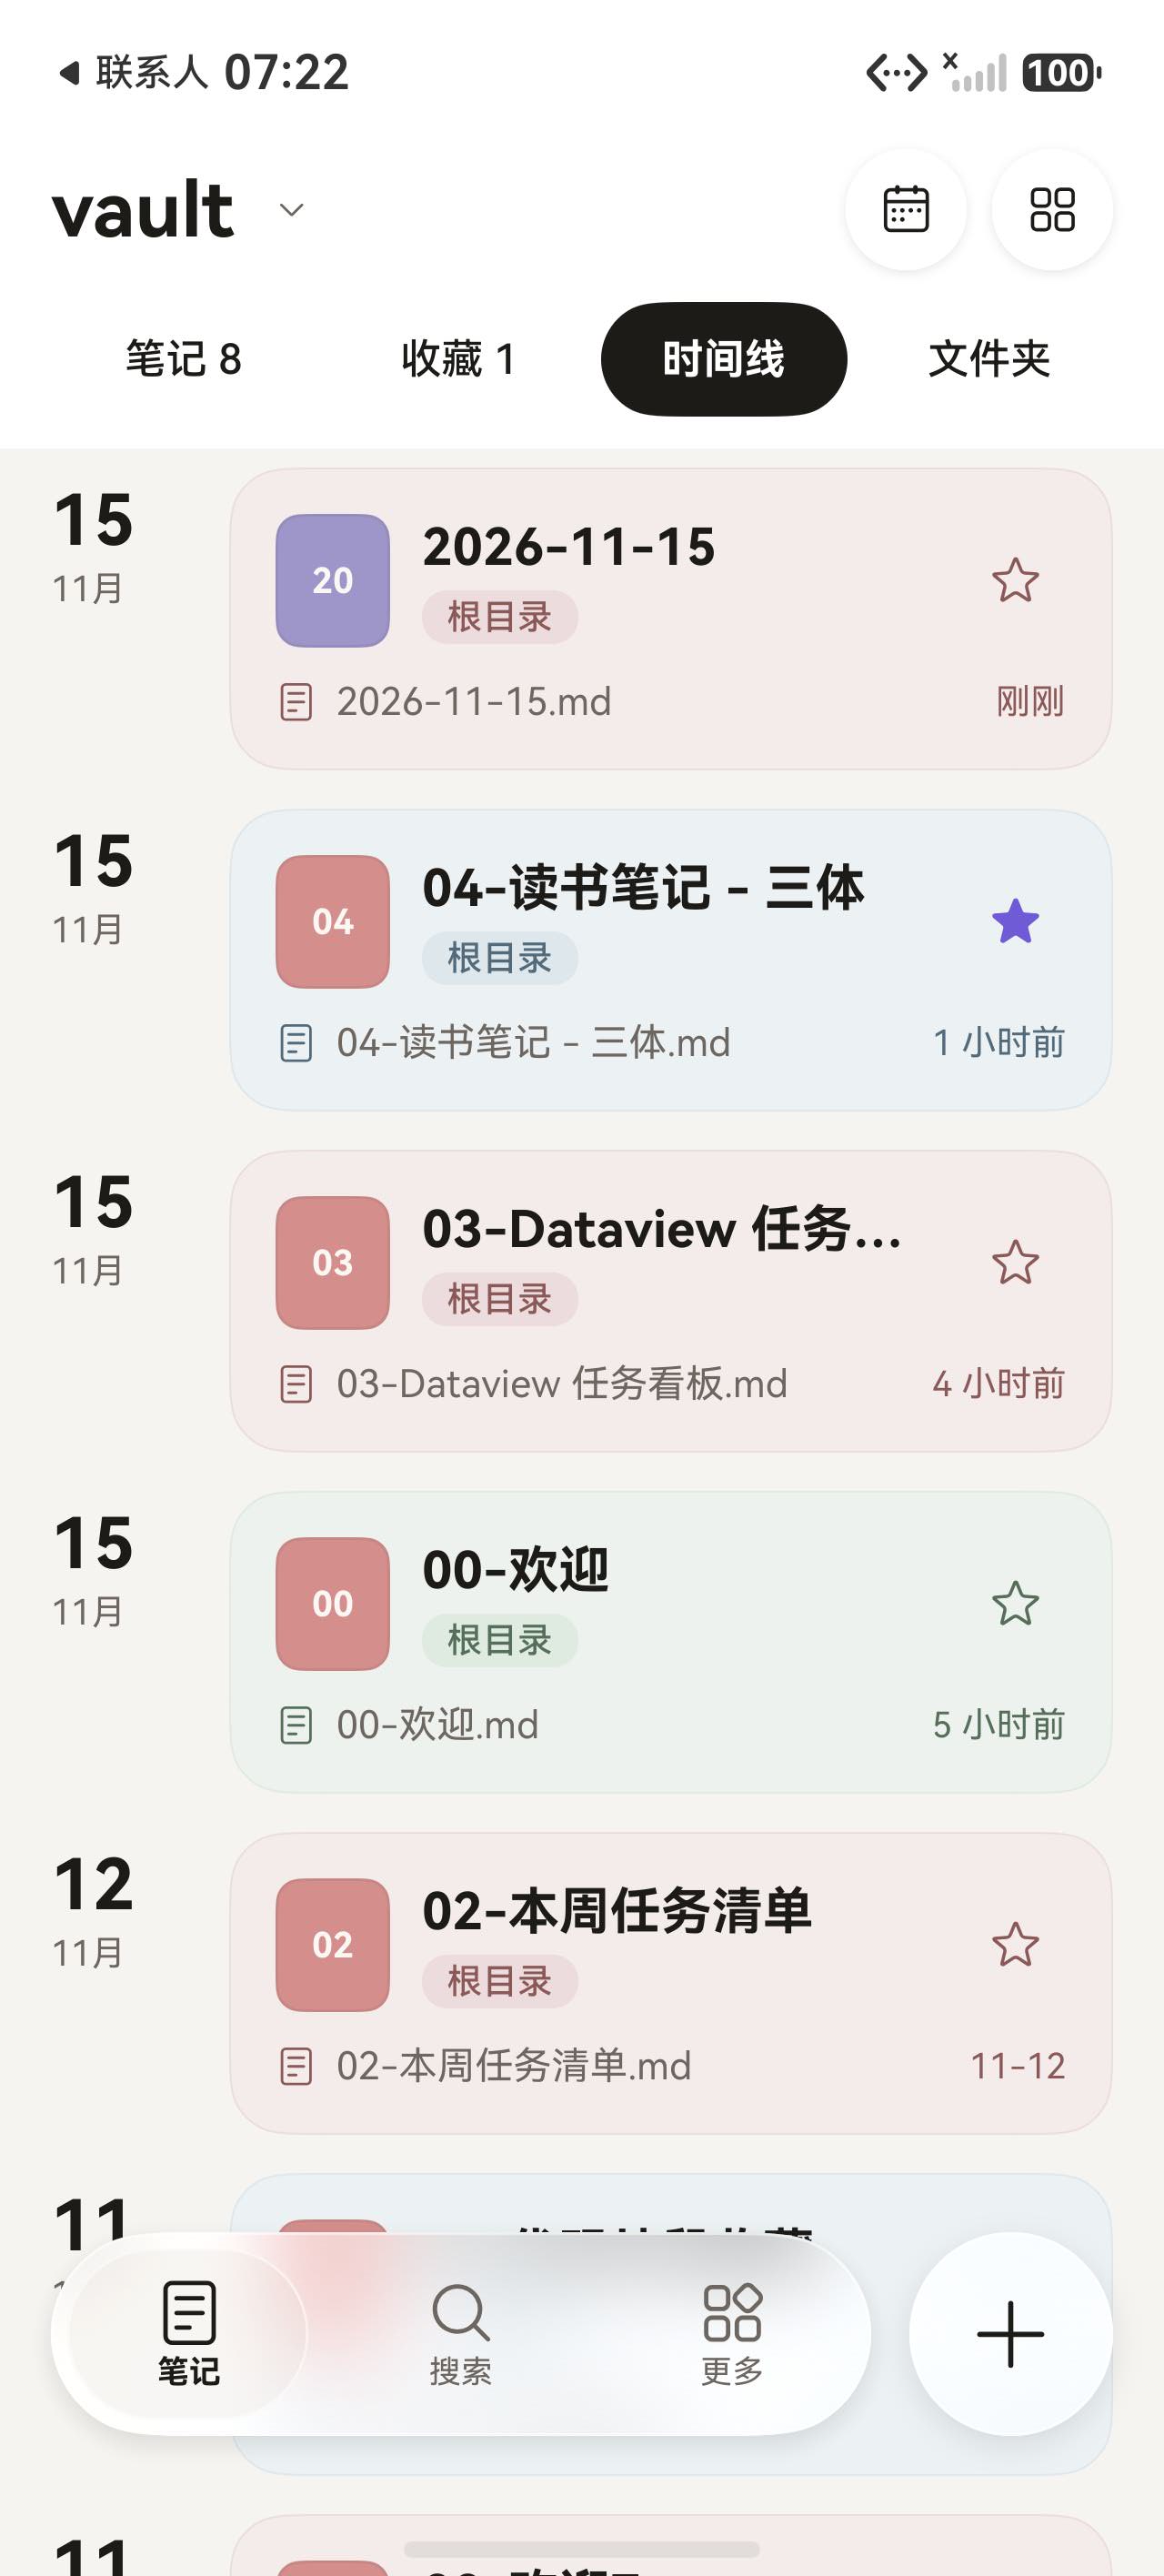 联系人 07:22
100
vault
笔记 8
收藏 1
时间线
文件夹
15
11月
20
2026-11-15
根目录
2026-11-15.md
刚刚
15
11月
04
04-读书笔记 - 三体
根目录
04-读书笔记 - 三体.md
1 小时前
15
11月
03
03-Dataview 任务...
根目录
03-Dataview 任务看板.md
4 小时前
15
11月
00
00-欢迎
根目录
00-欢迎.md
5 小时前
12
11月
02
02-本周任务清单
根目录
02-本周任务清单.md
11-12
11
笔记
搜索
更多
11